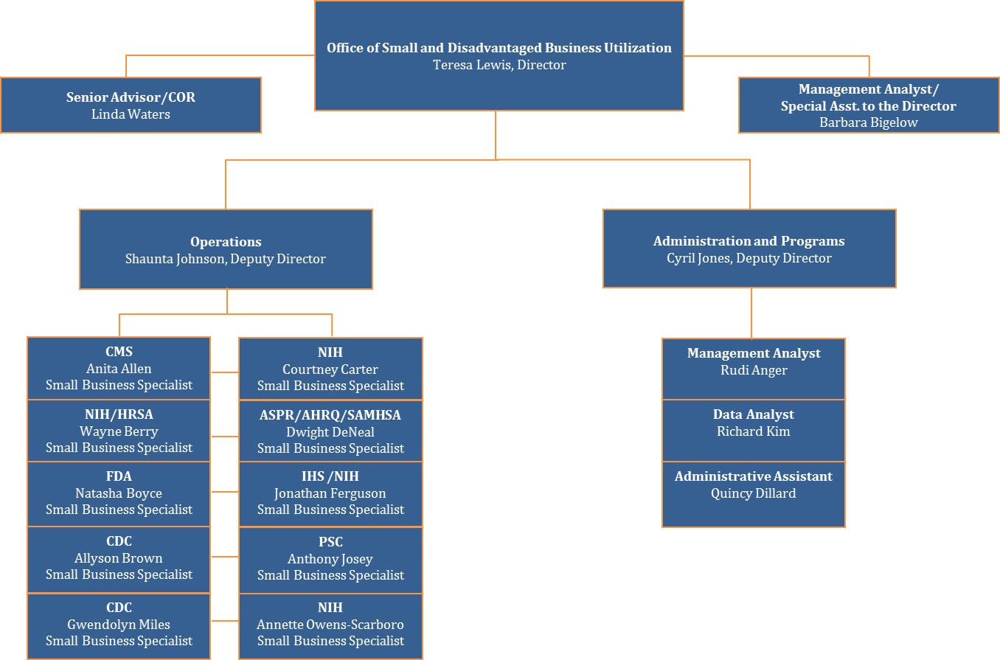 Office of Small and Disadvantaged Business Utilization
Teresa Lewis, Director
Senior Advisor/COR
Linda Waters
Management Analyst/
Special Asst. to the Director
Barbara Bigelow
Operations
Shaunta Johnson, Deputy Director
Administration and Programs
Cyril Jones, Deputy Director
CMS
Anita Allen
Small Business Specialist
NIH/HRSA
Wayne Berry
Small Business Specialist
FDA
Natasha Boyce
Small Business Specialist
CDC
Allyson Brown
Small Business Specialist
CDC
Gwendolyn Miles
Small Business Specialist
NIH
Courtney Carter
Small Business Specialist
ASPR/AHRQ/SAMHSA
Dwight DeNeal
Small Business Specialist
IHS /NIH
Jonathan Ferguson
Small Business Specialist
PSC
Anthony Josey
Small Business Specialist
NIH
Annette Owens-Scarboro
Small Business Specialist
Management Analyst
Rudi Anger
Data Analyst
Richard Kim
Administrative Assistant
Quincy Dillard